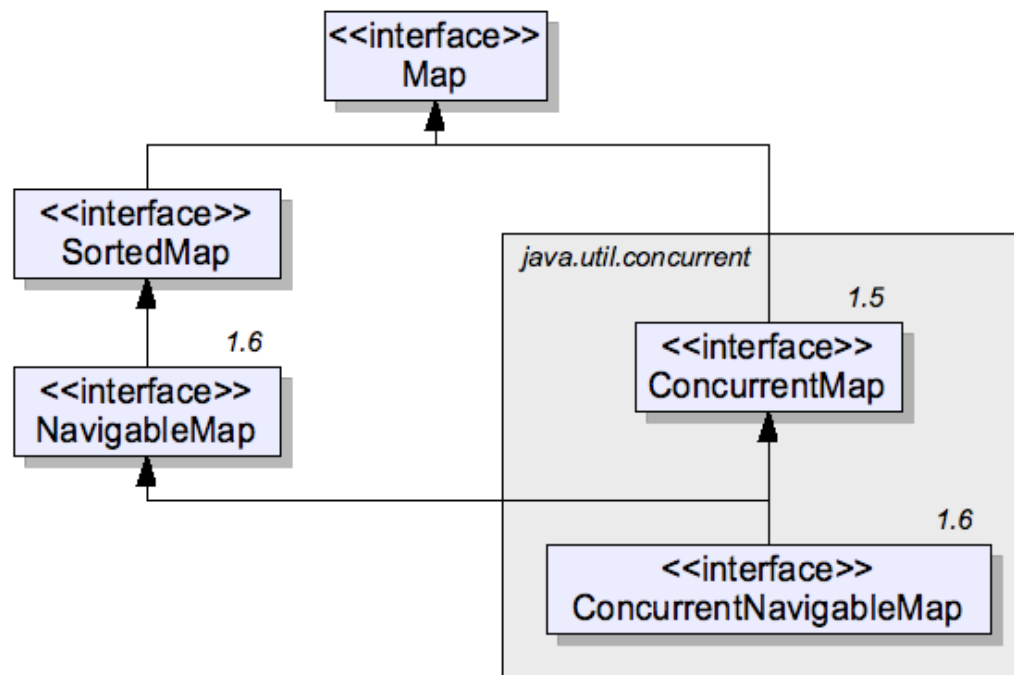 <<interface>>
Map
<<interface>>
SortedMap
java.util.concurrent
1.5
<<interface>>
ConcurrentMap
1.6
<<interface>>
NavigableMap
1.6
<<interface>>
ConcurrentNavigableMap